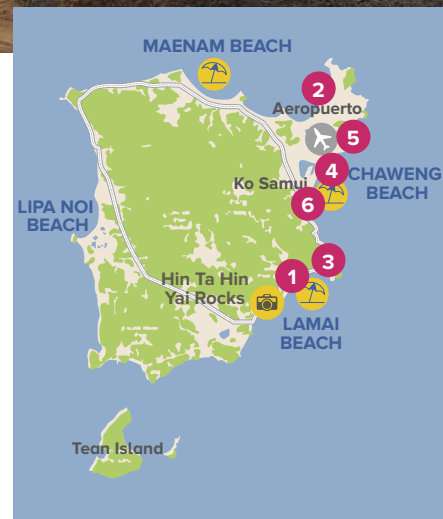 MAENAM BEACH
2
Aeropuerto
5
4
CHAWENG
BEACH
Ko Samui
6
LIPA NOI
BEACH
3
1
Hin Ta Hin
Yai Rocks
LAMAI
BEACH
Tean Island